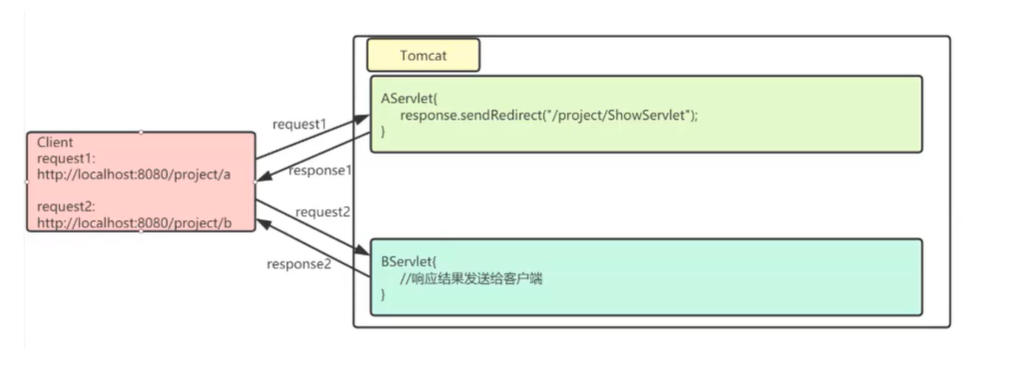 Tomcat
AServlet{
response.sendRedirect("/project/ShowServlet");
}
request1
Client
request1:
http://localhost:8080/project/a
response1
request2:
http://localhost:8080/project/b
request2
response2
BServlet{
//响应结果发送给客户端
}